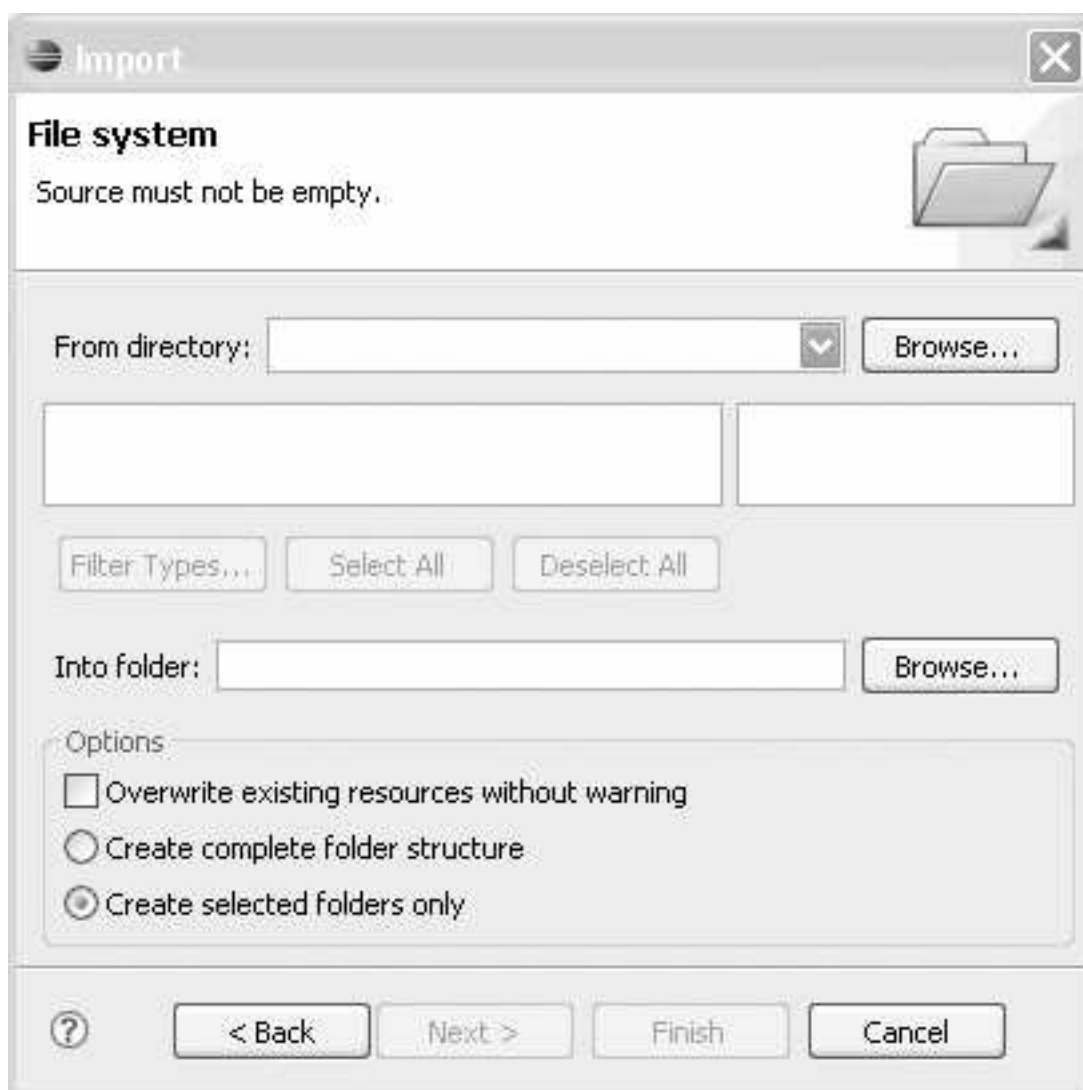 Import
File system
Source must not be empty.
From directory:
Browse...
Filter Types...
Select All
Deselect All
Into folder:
Browse...
Options
Overwrite existing resources without warning
Create complete folder structure
Create selected folders only
?
< Back
Next >
Finish
Cancel